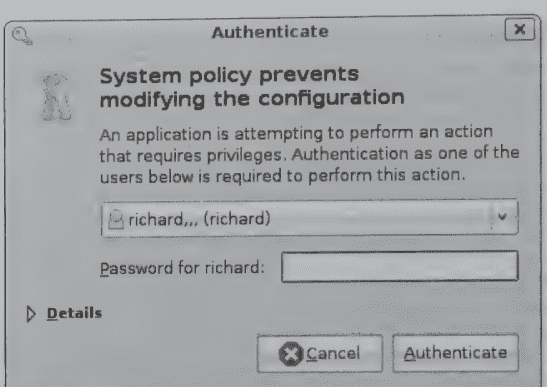 Authenticate
System policy prevents
modifying the configuration
An application is attempting to perform an action
that requires privileges. Authentication as one of the
users below is required to perform this action.
richard,,, (richard)
Password for richard:
Details
Cancel
Authenticate